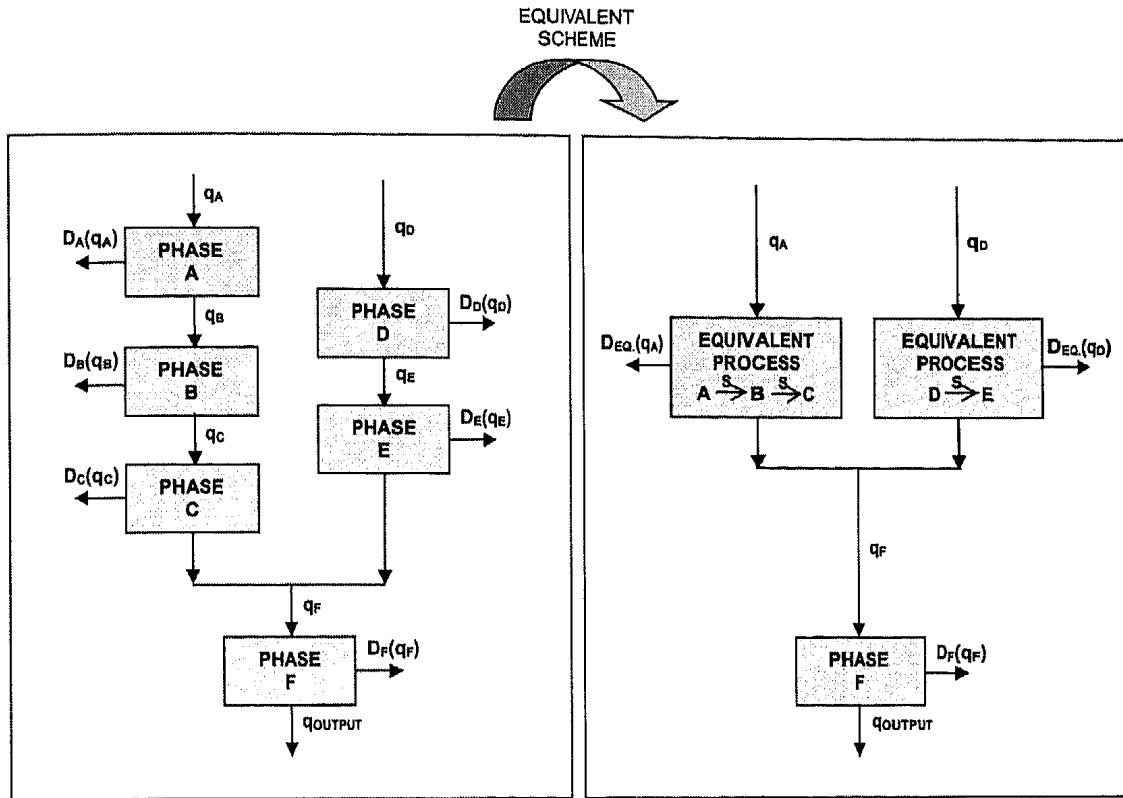 EQUIVALENT
SCHEME
qA
DA(qA)
PHASE
A
qB
DB(qB)
PHASE
B
qC
DC(qC)
PHASE
C
qD
PHASE
D
DD(qD)
qE
PHASE
E
DE(qE)
qF
PHASE
F
DF(qF)
qOUTPUT
qA
qD
DEQ.(qA)
EQUIVALENT
PROCESS
A S→ B S→ C
EQUIVALENT
PROCESS
D S→ E
DEQ.(qD)
qF
PHASE
F
DF(qF)
qOUTPUT